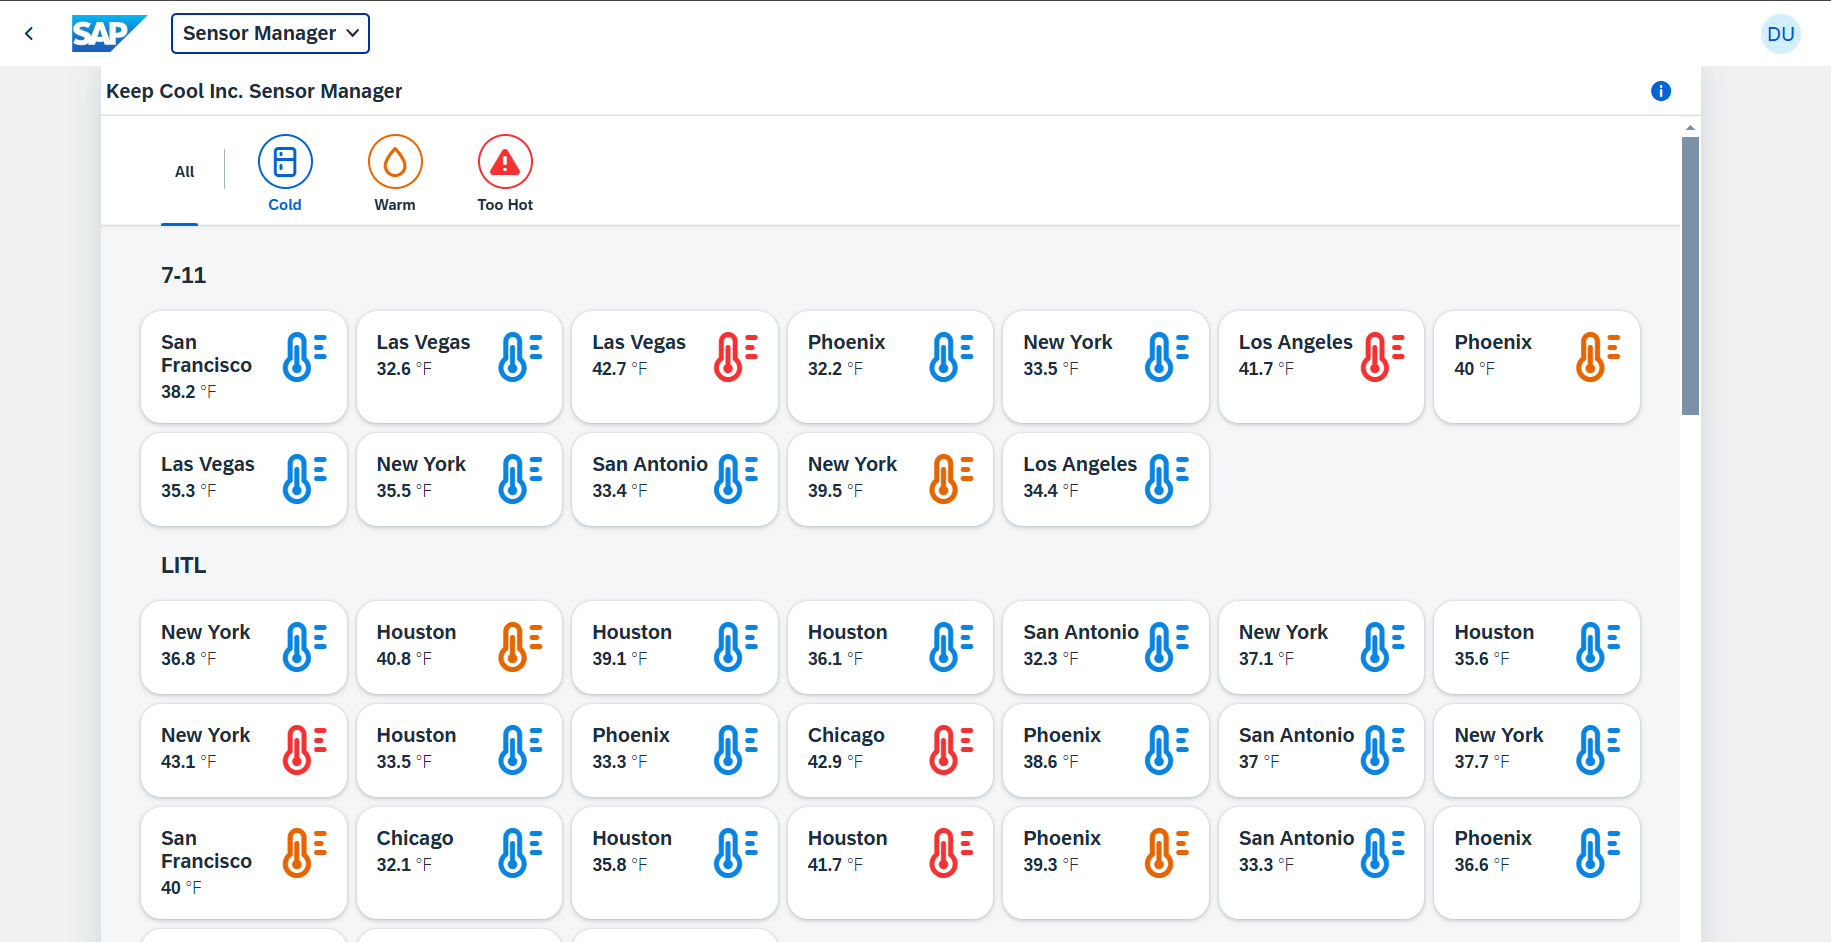 SAP
Sensor Manager
DU
Keep Cool Inc. Sensor Manager
All
Cold
Warm
Too Hot
7-11
San
Francisco
38.2 °F
Las Vegas
32.6 °F
Las Vegas
42.7 °F
Phoenix
32.2 °F
New York
33.5 °F
Los Angeles
41.7 °F
Phoenix
40 °F
Las Vegas
35.3 °F
New York
35.5 °F
San Antonio
33.4 °F
New York
39.5 °F
Los Angeles
34.4 °F
LITL
New York
36.8 °F
Houston
40.8 °F
Houston
39.1 °F
Houston
36.1 °F
San Antonio
32.3 °F
New York
37.1 °F
Houston
35.6 °F
New York
43.1 °F
Houston
33.5 °F
Phoenix
33.3 °F
Chicago
42.9 °F
Phoenix
38.6 °F
San Antonio
37 °F
New York
37.7 °F
San
Francisco
40 °F
Chicago
32.1 °F
Houston
35.8 °F
Houston
41.7 °F
Phoenix
39.3 °F
San Antonio
33.3 °F
Phoenix
36.6 °F